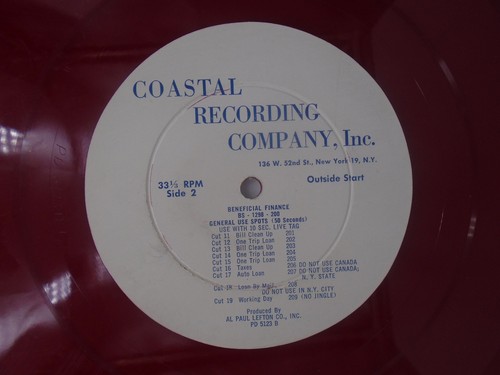 COASTAL
RECORDING
COMPANY, Inc.
136 W. 52nd St., New York 19, N.Y.
33⅓ RPM
Side 2
Outside Start
BENEFICIAL FINANCE
BS - 1298 - 200
GENERAL USE SPOTS (50 Seconds)
USE WITH 10 SEC. LIVE TAG
Cut 11 Bill Clean Up 201
Cut 12 One Trip Loan 202
Cut 13 Bill Clean Up 203
Cut 14 One Trip Loan 204
Cut 15 One Trip Loan 205
Cut 16 Taxes 206 DO NOT USE CANADA
Cut 17 Auto Loan 207 DO NOT USE CANADA;
N. Y. STATE
Cut 18 Loan By Mail 208
DO NOT USE IN N.Y. CITY
Cut 19 Working Day 209 (NO JINGLE)
Produced By
AL PAUL LEFTON CO., INC.
PD 5123 B